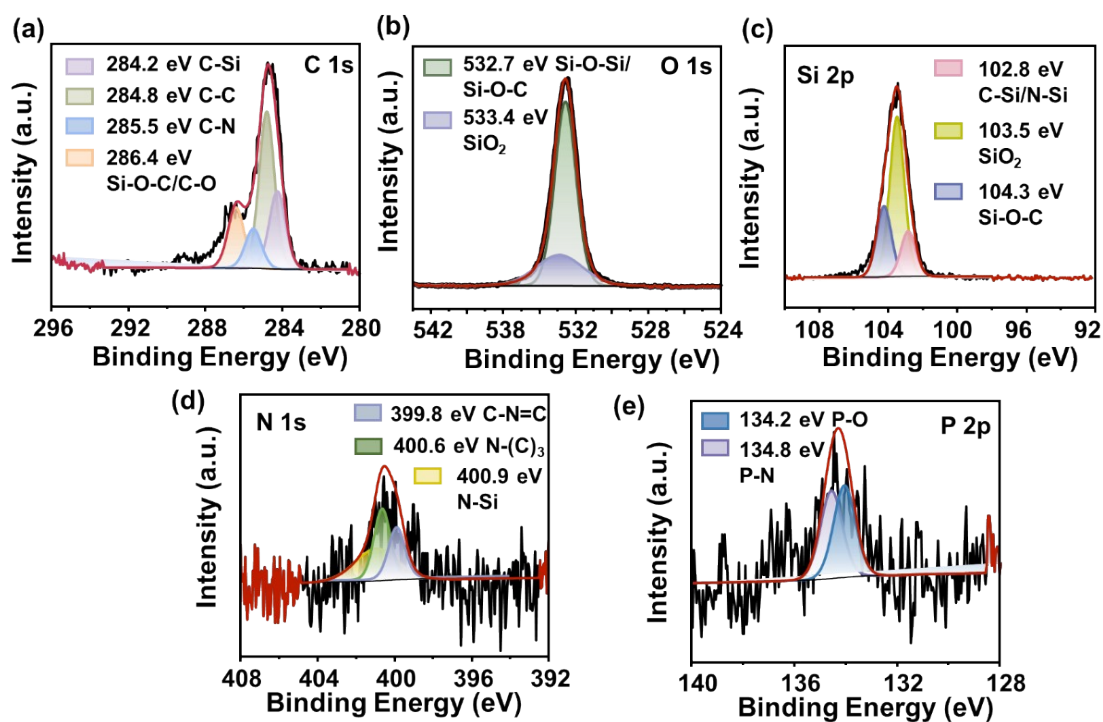 (a)
C 1s
284.2 eV C-Si
284.8 eV C-C
285.5 eV C-N
286.4 eV
Si-O-C/C-O
Intensity (a.u.)
296 292 288 284 280
Binding Energy (eV)
(b)
532.7 eV Si-O-Si/
Si-O-C
O 1s
533.4 eV
SiO₂
Intensity (a.u.)
542 536 532 528 524
Binding Energy (eV)
(c)
Si 2p
102.8 eV
C-Si/N-Si
103.5 eV
SiO₂
104.3 eV
Si-O-C
Intensity (a.u.)
108 104 100 96 92
Binding Energy (eV)
(d)
N 1s
399.8 eV C-N=C
400.6 eV N-(C)₃
400.9 eV
N-Si
Intensity (a.u.)
408 404 400 396 392
Binding Energy (eV)
(e)
134.2 eV P-O
P 2p
134.8 eV
P-N
Intensity (a.u.)
140 134 132 128
Binding Energy (eV)